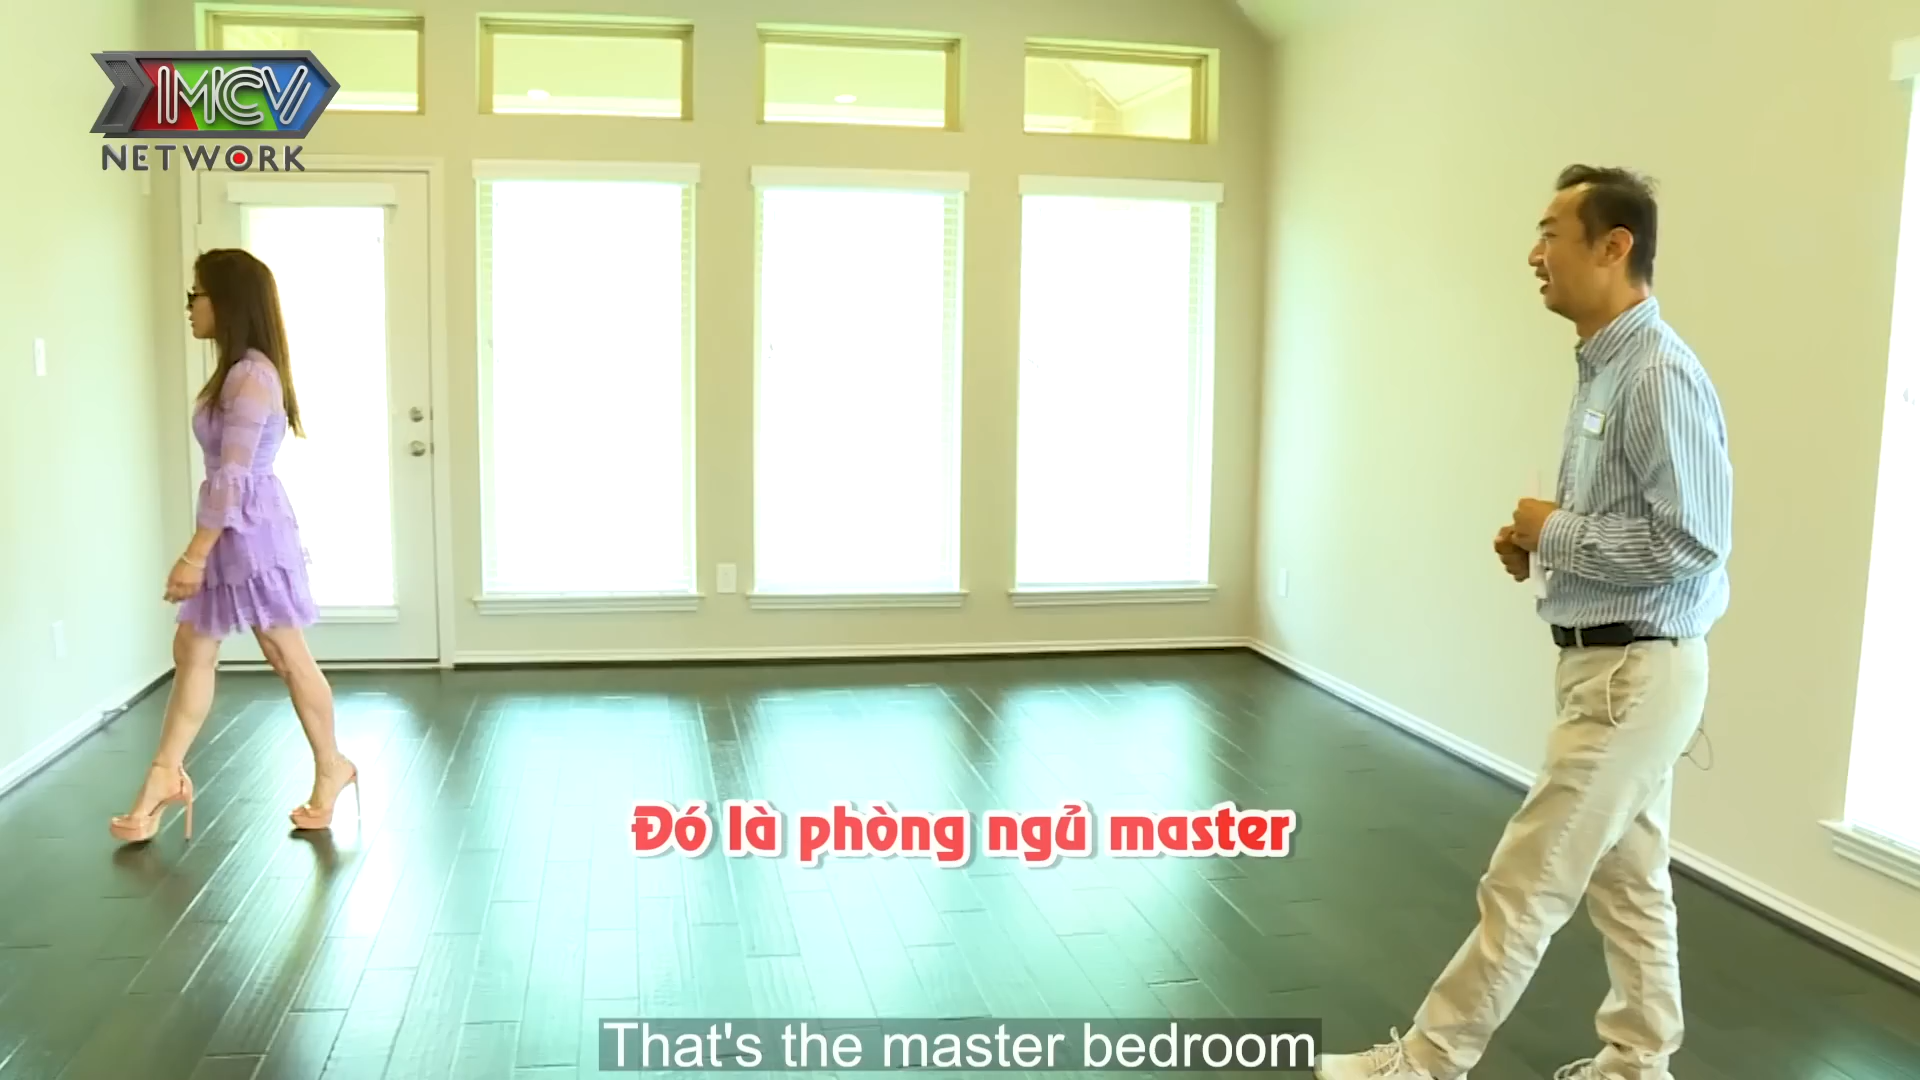 MCV
NETWORK
Đó là phòng ngủ master
That's the master bedroom